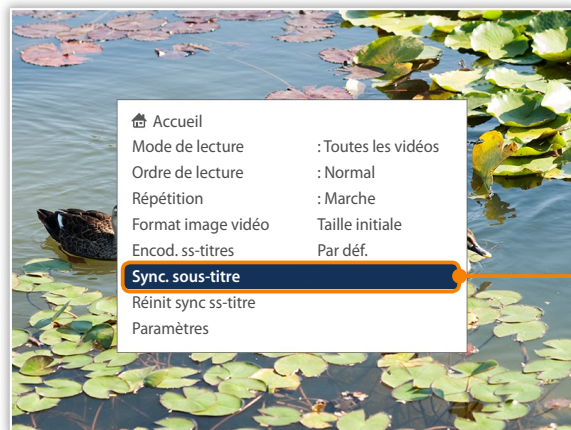 Accueil
Mode de lecture : Toutes les vidéos
Ordre de lecture : Normal
Répétition : Marche
Format image vidéo Taille initiale
Encod. ss-titres Par déf.
Sync. sous-titre
Réinit sync ss-titre
Paramètres